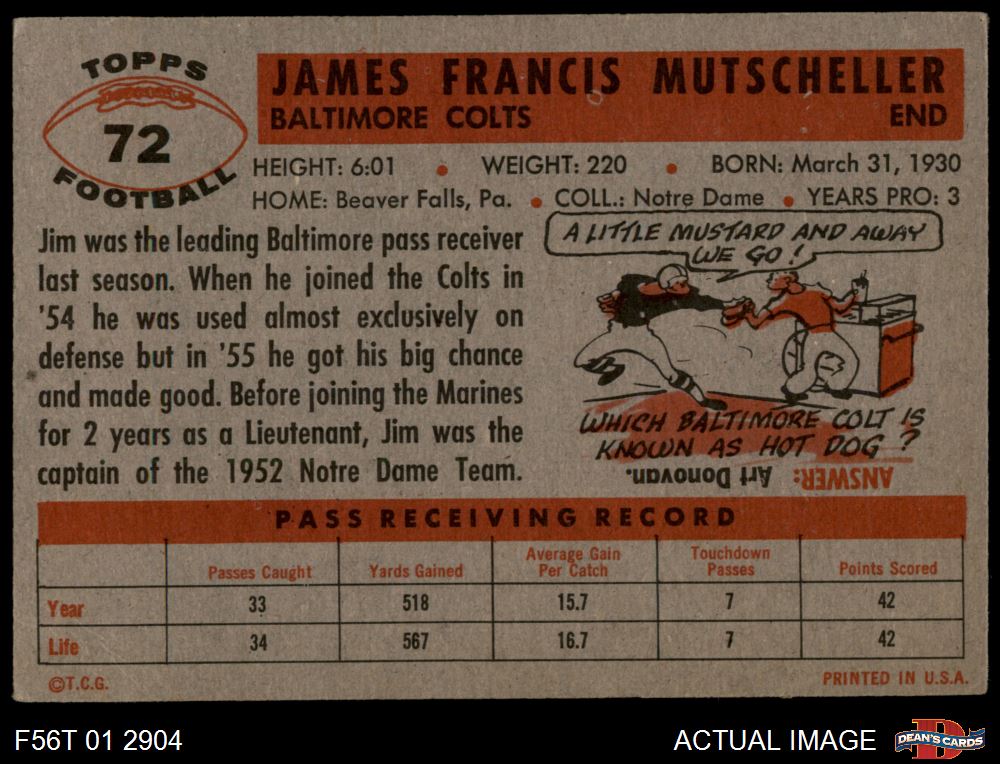 TOPPS
72
FOOTBALL
JAMES FRANCIS MUTSCHELLER
BALTIMORE COLTS END
HEIGHT: 6:01 • WEIGHT: 220 • BORN: March 31, 1930
HOME: Beaver Falls, Pa. • COLL.: Notre Dame • YEARS PRO: 3
Jim was the leading Baltimore pass receiver
last season. When he joined the Colts in
'54 he was used almost exclusively on
defense but in '55 he got his big chance
and made good. Before joining the Marines
for 2 years as a Lieutenant, Jim was the
captain of the 1952 Notre Dame Team.
A LITTLE MUSTARD AND AWAY
WE GO!
WHICH BALTIMORE COLT IS
KNOWN AS HOT DOG?
ANSWER: Art Donovan.
PASS RECEIVING RECORD
Passes Caught Yards Gained Average Gain Per Catch Touchdown Passes Points Scored
Year 33 518 15.7 7 42
Life 34 567 16.7 7 42
©T.C.G. PRINTED IN U.S.A.
F56T 01 2904 ACTUAL IMAGE DEAN'S CARDS